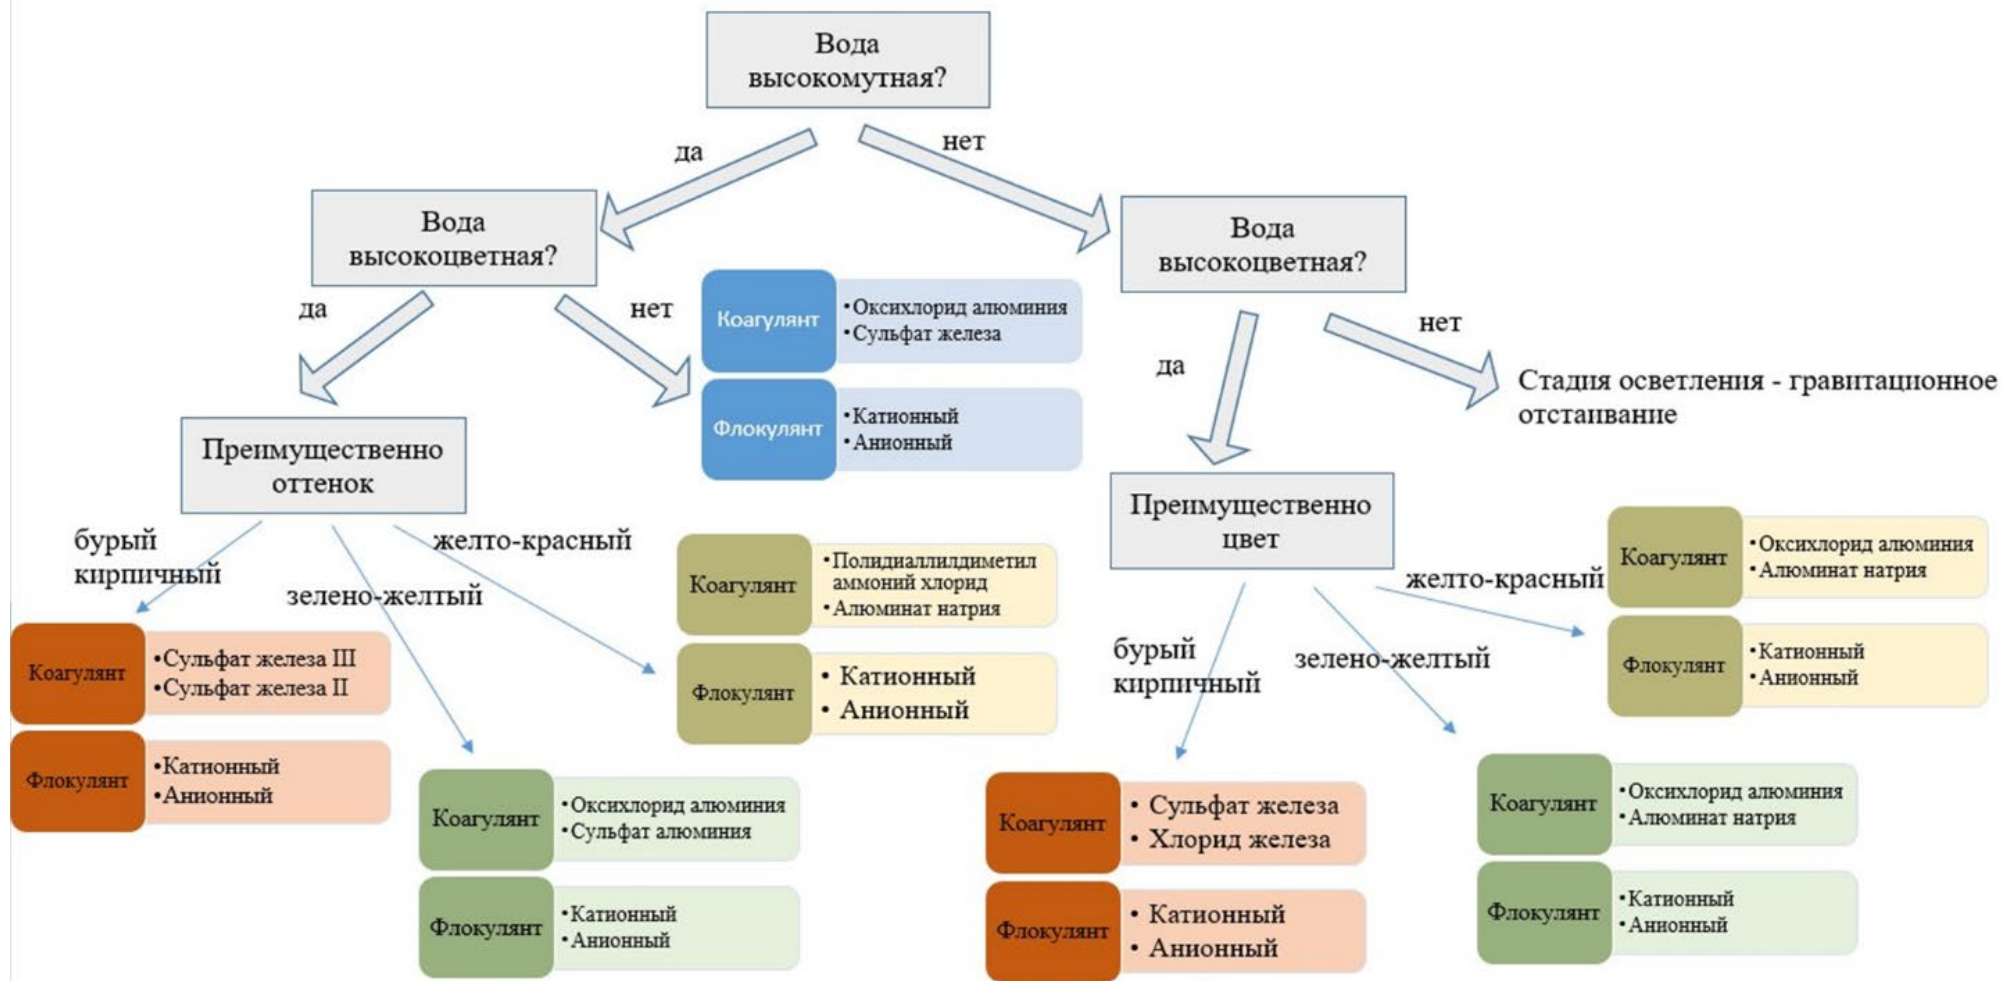 Вода
высокомутная?
да
нет
Вода
высокоцветная?
Вода
высокоцветная?
да
нет
Коагулянт
•Оксихлорид алюминия
•Сульфат железа
Флокулянт
•Катионный
•Анионный
да
нет
Стадия осветления - гравитационное
отстаивание
Преимущественно
оттенок
бурый
кирпичный
зелено-желтый
желто-красный
Коагулянт
•Сульфат железа III
•Сульфат железа II
Флокулянт
•Катионный
•Анионный
Коагулянт
•Оксихлорид алюминия
•Сульфат алюминия
Флокулянт
•Катионный
•Анионный
Коагулянт
•Полидиаллилдиметил
аммоний хлорид
•Алюминат натрия
Флокулянт
• Катионный
• Анионный
Преимущественно
цвет
бурый
кирпичный
зелено-желтый
желто-красный
Коагулянт
• Сульфат железа
• Хлорид железа
Флокулянт
• Катионный
• Анионный
Коагулянт
•Оксихлорид алюминия
•Алюминат натрия
Флокулянт
•Катионный
•Анионный
Коагулянт
•Оксихлорид алюминия
•Алюминат натрия
Флокулянт
•Катионный
•Анионный